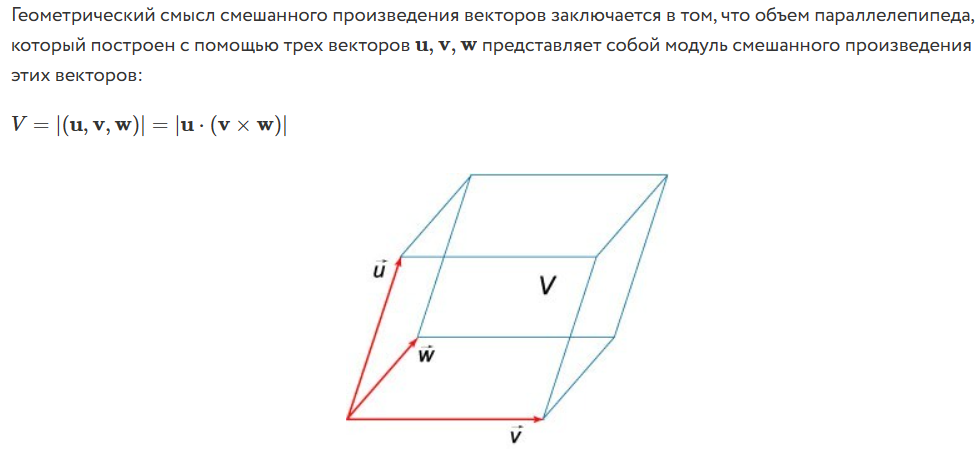 Геометрический смысл смешанного произведения векторов заключается в том, что объем параллелепипеда,
который построен с помощью трех векторов u, v, w представляет собой модуль смешанного произведения
этих векторов:
V = |(u, v, w)| = |u · (v × w)|
u⃗
V
w⃗
v⃗